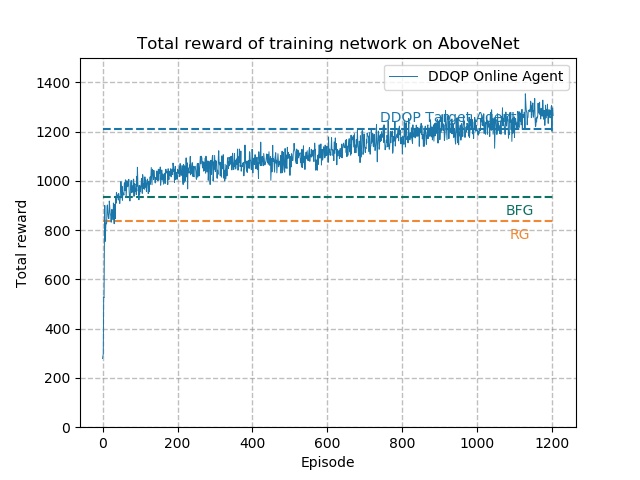 Total reward of training network on AboveNet
DDQP Online Agent
DDQP Target Agent
BFG
RG
1400
1200
1000
800
600
400
200
0
Total reward
0
200
400
600
800
1000
1200
Episode